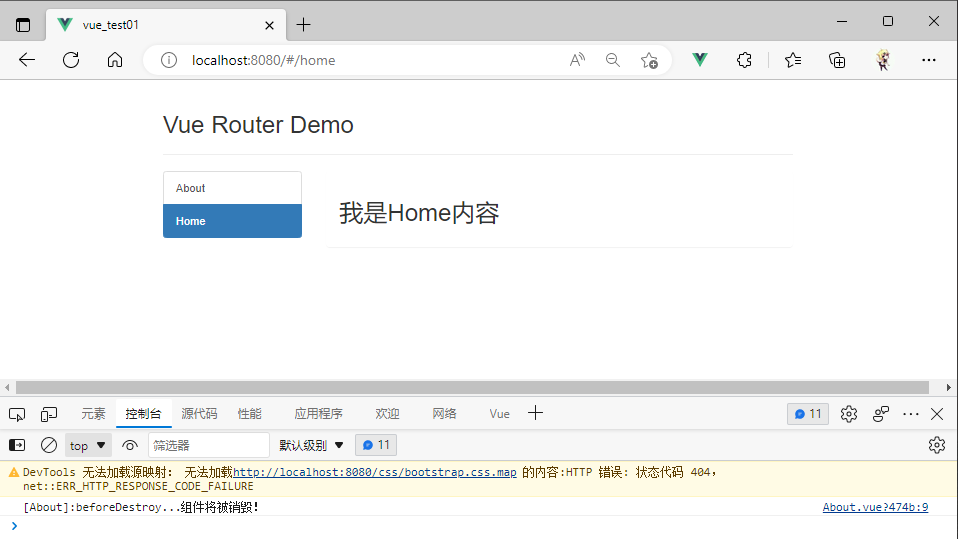 vue_test01
localhost:8080/#/home
Vue Router Demo
About
Home
我是Home内容
元素 控制台 源代码 性能 应用程序 欢迎 网络 Vue 11
top 筛选器 默认级别 11
DevTools 无法加载源映射： 无法加载http://localhost:8080/css/bootstrap.css.map 的内容:HTTP 错误: 状态代码 404，
net::ERR_HTTP_RESPONSE_CODE_FAILURE
[About]:beforeDestroy...组件将被销毁！ About.vue?474b:9